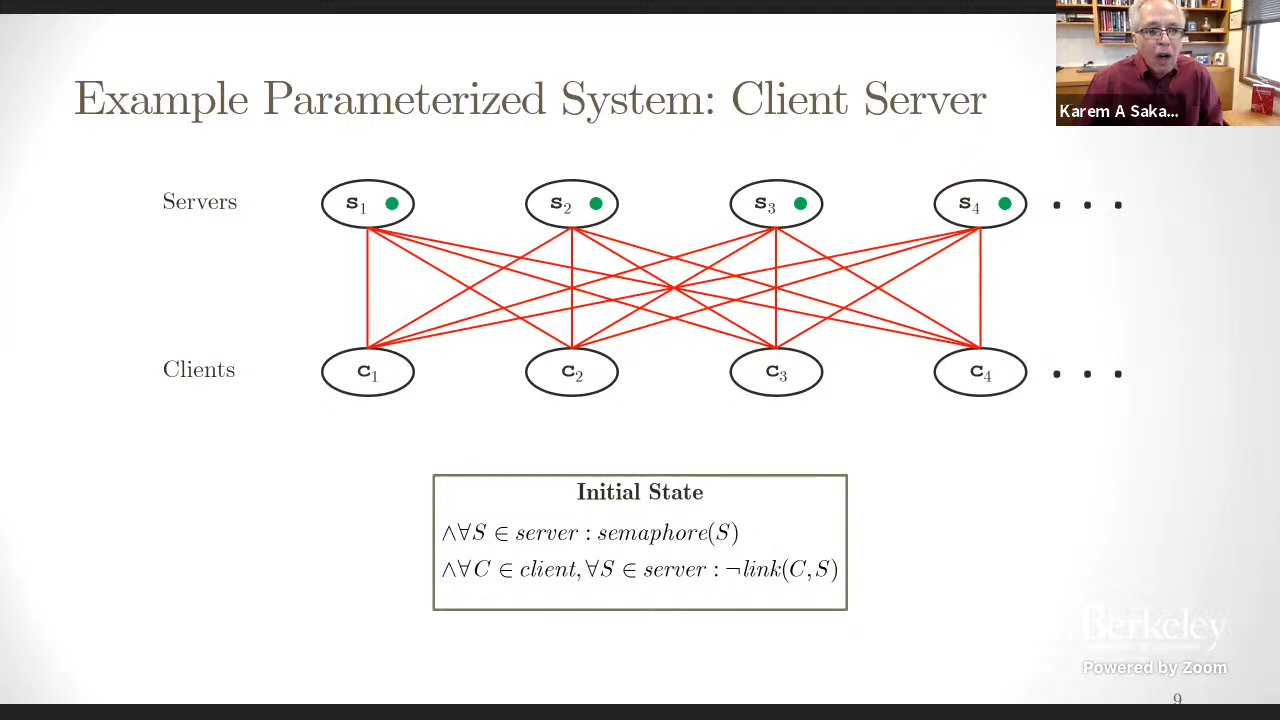 Karem A Saka...
Example Parameterized System: Client Server
Servers
s₁ s₂ s₃ s₄ . . .
Clients
c₁ c₂ c₃ c₄ . . .
Initial State
∧∀S ∈ server : semaphore(S)
∧∀C ∈ client, ∀S ∈ server : ¬link(C, S)
Berkeley
Powered by Zoom
9